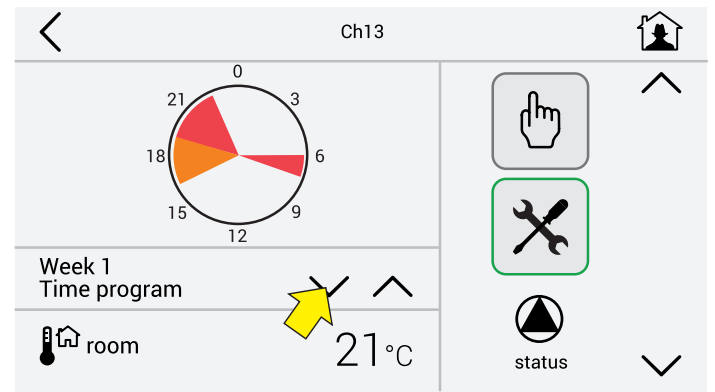 Ch13
0
21
3
18
6
15
9
12
Week 1
Time program
room
21°C
status